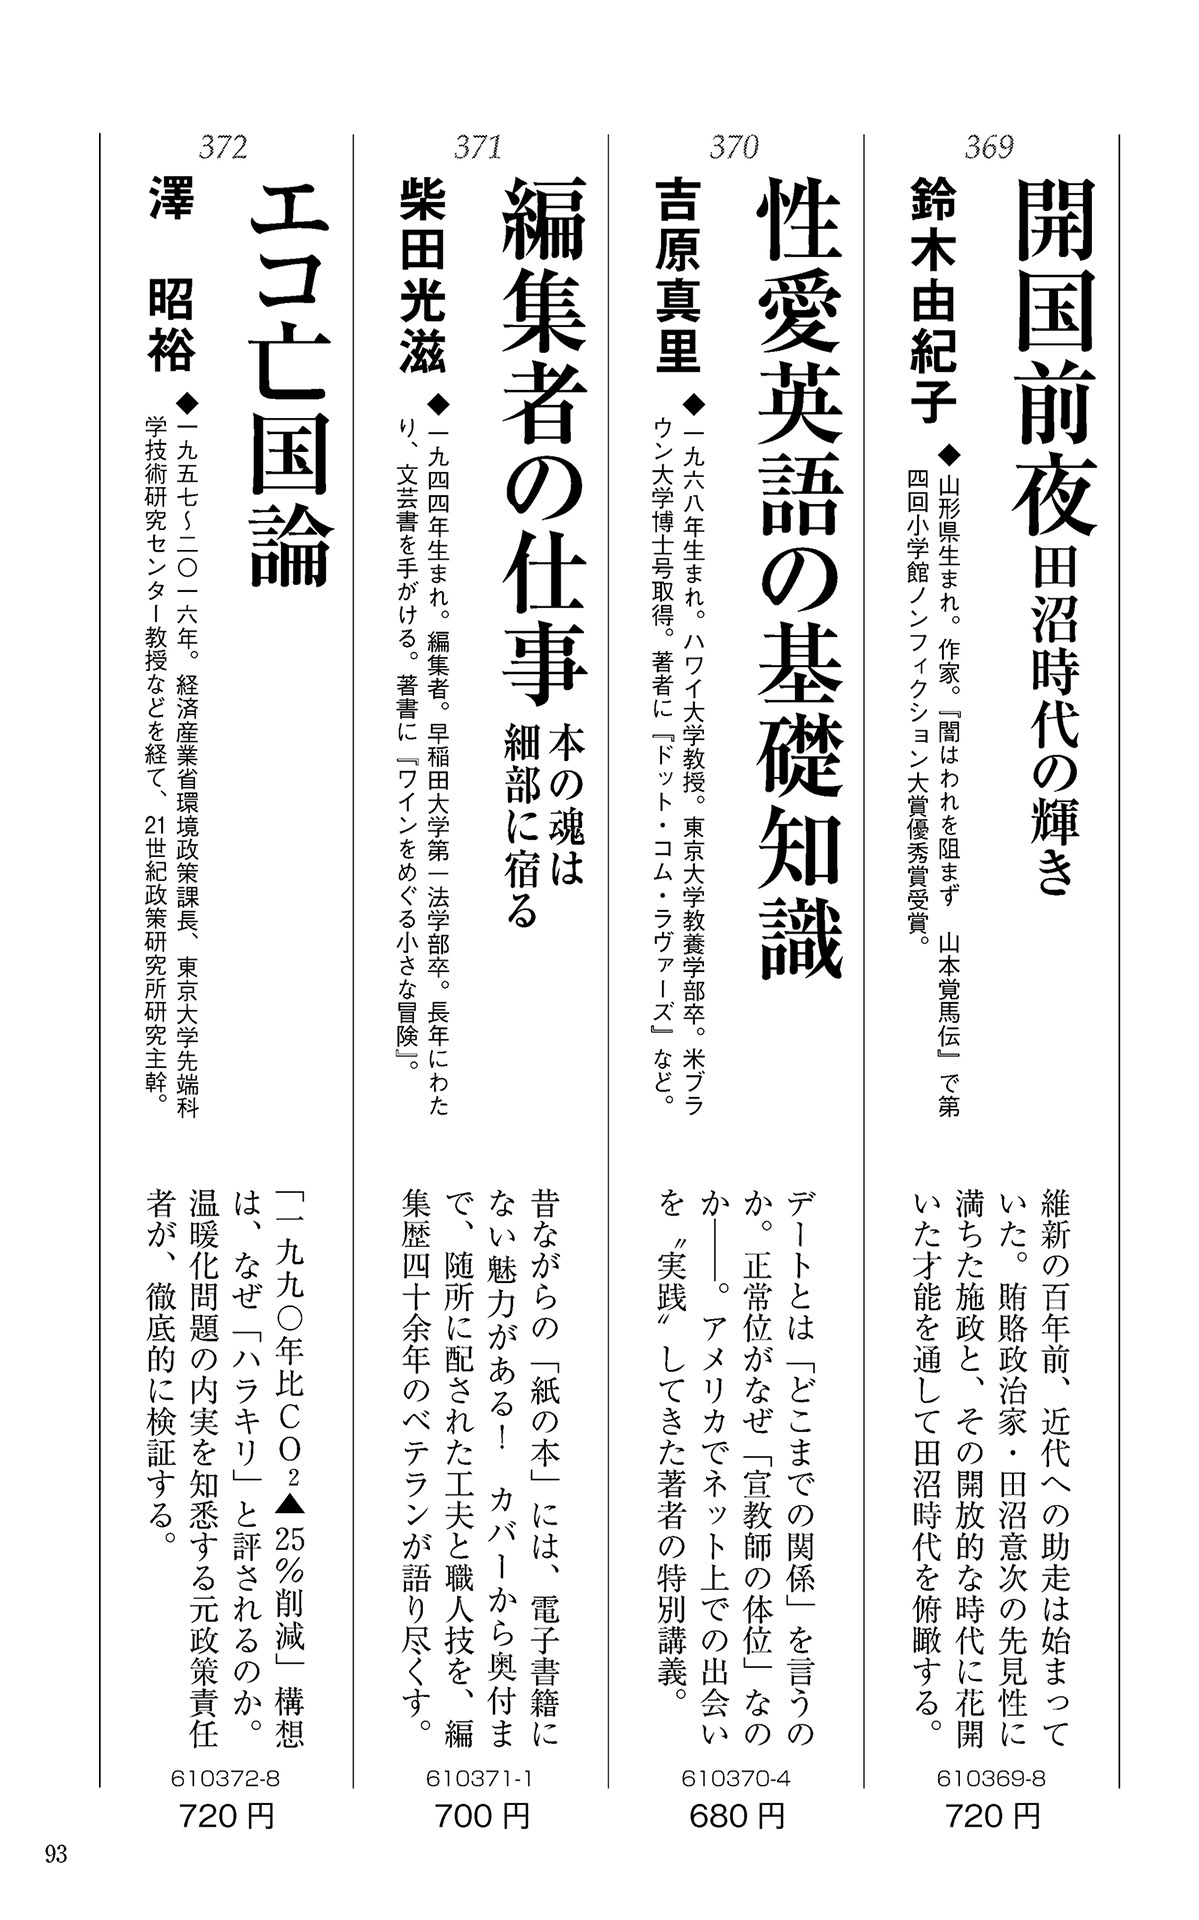 369
開国前夜 田沼時代の輝き
鈴木由紀子
◆山形県生まれ。作家。『闇はわれを阻まず　山本覚馬伝』で第
四回小学館ノンフィクション大賞優秀賞受賞。
維新の百年前、近代への助走は始まって
いた。賄賂政治家・田沼意次の先見性に
満ちた施政と、その開放的な時代に花開
いた才能を通して田沼時代を俯瞰する。
610369-8
720円
370
性愛英語の基礎知識
吉原真里
◆一九六八年生まれ。ハワイ大学教授。東京大学教養学部卒。米ブラ
ウン大学博士号取得。著者に『ドット・コム・ラヴァーズ』など。
デートとは「どこまでの関係」を言うの
か。正常位がなぜ「宣教師の体位」なの
か――。アメリカでネット上での出会い
を〝実践〟してきた著者の特別講義。
610370-4
680円
371
編集者の仕事
本の魂は
細部に宿る
柴田光滋
◆一九四四年生まれ。編集者。早稲田大学第一法学部卒。長年にわた
り、文芸書を手がける。著書に『ワインをめぐる小さな冒険』。
昔ながらの「紙の本」には、電子書籍に
ない魅力がある！　カバーから奥付ま
で、随所に配された工夫と職人技を、編
集歴四十余年のベテランが語り尽くす。
610371-1
700円
372
エコ亡国論
澤　昭裕
◆一九五七〜二〇一六年。経済産業省環境政策課長、東京大学先端科
学技術研究センター教授などを経て、21世紀政策研究所研究主幹。
「一九九〇年比CO₂▲25％削減」構想
は、なぜ「ハラキリ」と評されるのか。
温暖化問題の内実を知悉する元政策責任
者が、徹底的に検証する。
610372-8
720円
93